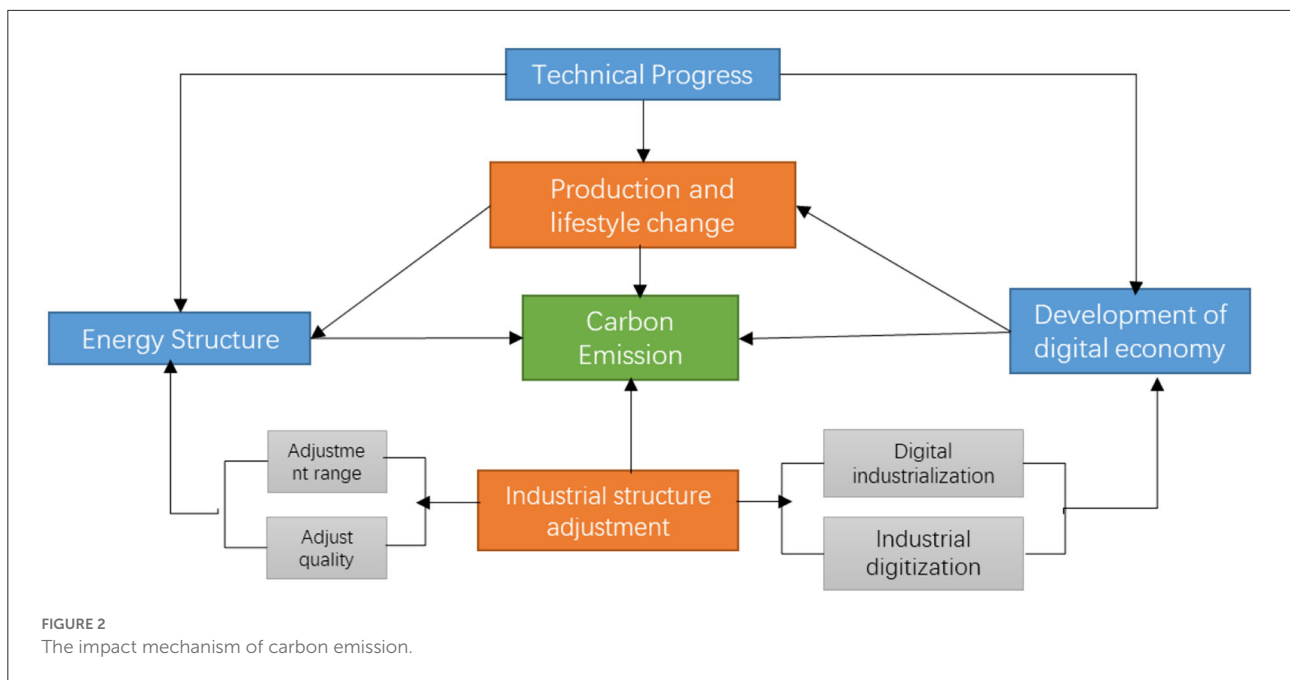 Technical Progress
Production and
lifestyle change
Energy Structure
Carbon
Emission
Development of
digital economy
Adjustme
nt range
Adjust
quality
Industrial structure
adjustment
Digital
industrialization
Industrial
digitization
FIGURE 2
The impact mechanism of carbon emission.